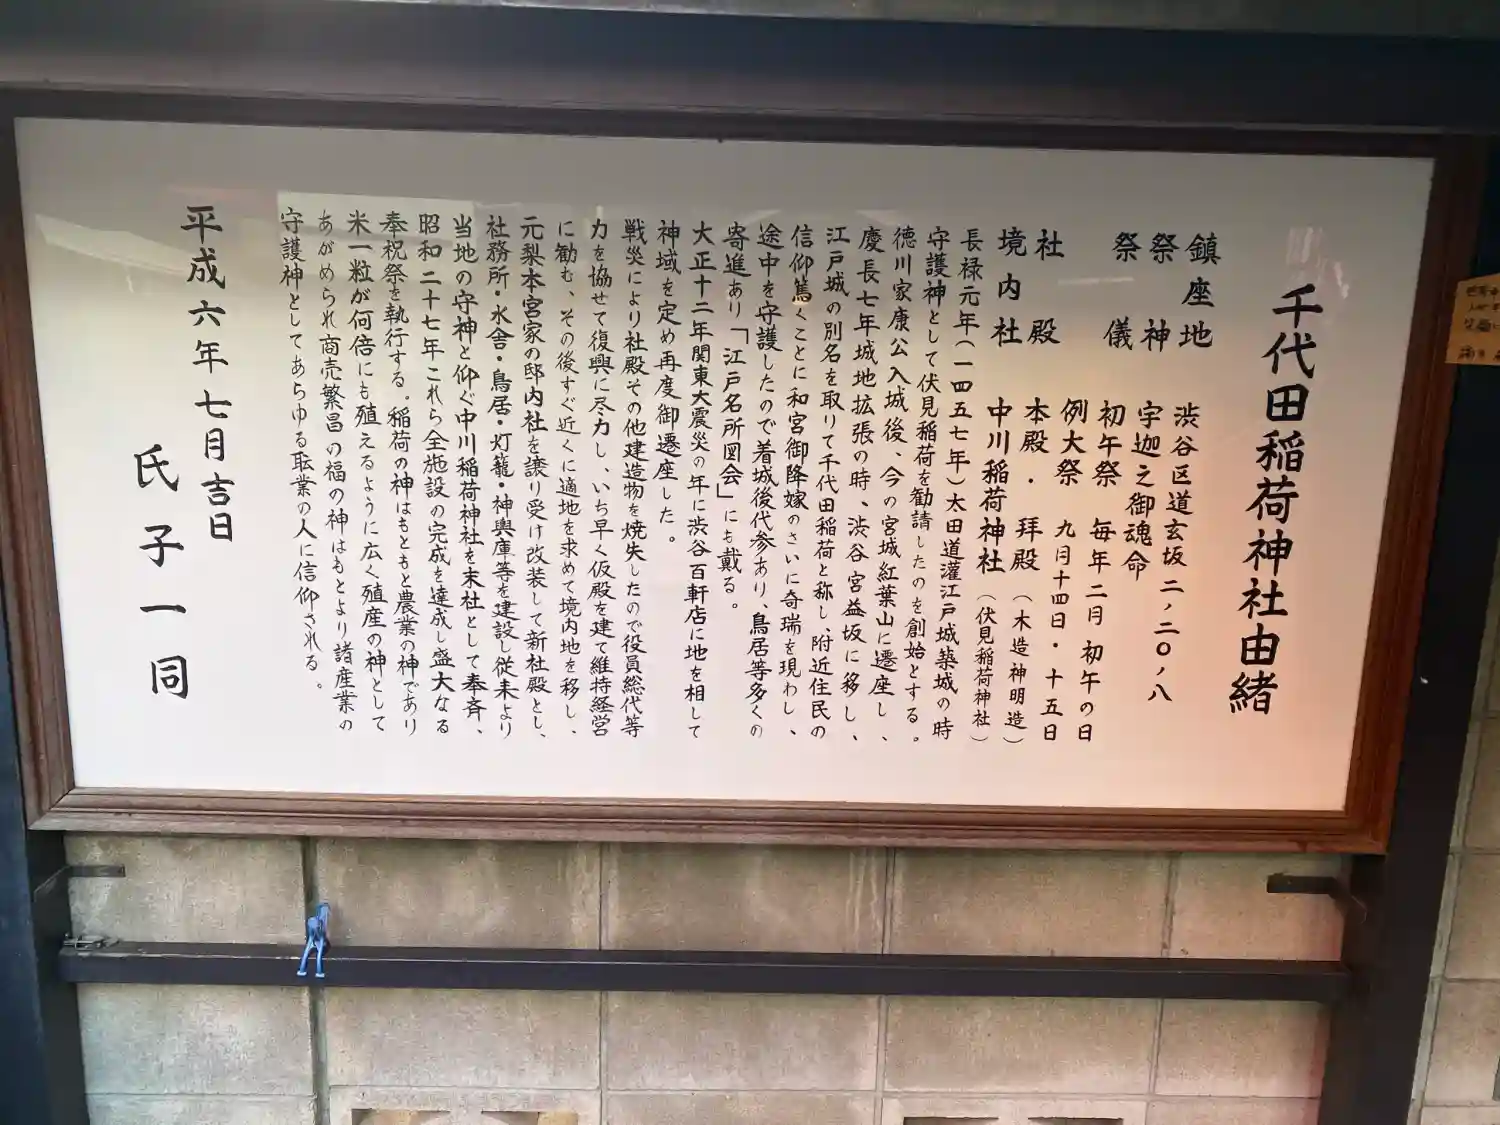 千代田稲荷神社由緒
鎮座地 渋谷区道玄坂二ノ二〇ノ八
祭神 宇迦之御魂命
祭儀 初午祭 毎年二月初午の日
例大祭 九月十四日・十五日
社殿 本殿・拝殿（木造神明造）
境内社 中川稲荷神社（伏見稲荷神社）
長禄元年（一四五七年）太田道灌江戸城築城の時
守護神として伏見稲荷を勧請したのを創始とする。
徳川家康公入城後、今の宮城紅葉山に遷座し、
慶長七年城地拡張の時、渋谷宮益坂に移し、
江戸城の別名を取りて千代田稲荷と称し、附近住民の
信仰篤くことに和宮御降嫁のさいに奇瑞を現わし、
途中を守護したので着城後代参あり、鳥居等多くの
寄進あり「江戸名所図会」にも戴る。
大正十二年関東大震災の年に渋谷百軒店に地を相して
神域を定め再度御遷座した。
戦災により社殿その他建造物を焼失したので役員総代等
力を協せて復興に尽力し、いち早く仮殿を建て維持経営
に勧む、その後すぐ近くに適地を求めて境内地を移し、
元梨本宮家の邸内社を譲り受け改装して新社殿とし、
社務所・水舎・鳥居・灯籠・神輿庫等を建設し従来より
当地の守神と仰ぐ中川稲荷神社を末社として奉斉、
昭和二十七年これら全施設の完成を達成し盛大なる
奉祝祭を執行する。稲荷の神はもともと農業の神であり
米一粒が何倍にも殖えるように広く殖産の神として
あがめられ商売繁昌の福の神はもとより諸産業の
守護神としてあらゆる耺業の人に信仰される。
平成六年七月吉日
氏子一同